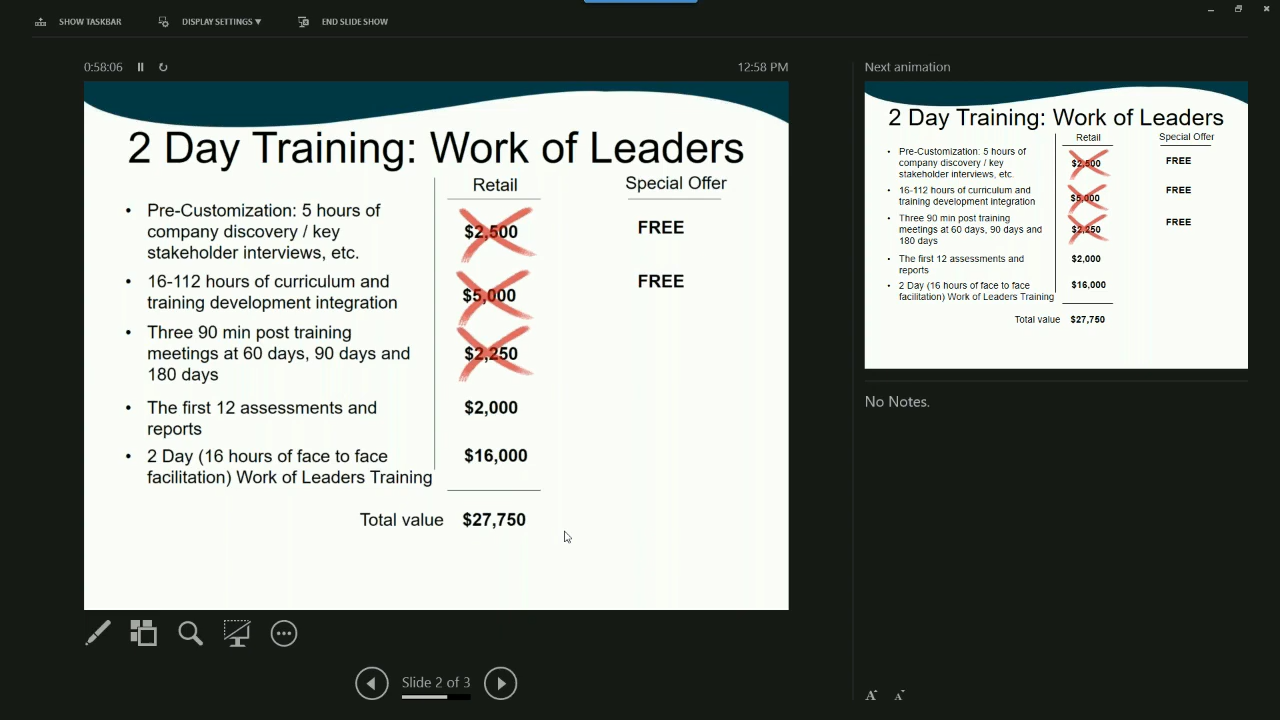 SHOW TASKBAR
DISPLAY SETTINGS ▼
END SLIDE SHOW
0:58:06
12:58 PM
2 Day Training: Work of Leaders
Retail
Special Offer
• Pre-Customization: 5 hours of
company discovery / key
stakeholder interviews, etc.
$2,500
FREE
• 16-112 hours of curriculum and
training development integration
$5,000
FREE
• Three 90 min post training
meetings at 60 days, 90 days and
180 days
$2,250
• The first 12 assessments and
reports
$2,000
• 2 Day (16 hours of face to face
facilitation) Work of Leaders Training
$16,000
Total value $27,750
Slide 2 of 3
Next animation
2 Day Training: Work of Leaders
Retail
Special Offer
• Pre-Customization: 5 hours of
company discovery / key
stakeholder interviews, etc.
$2,500
FREE
• 16-112 hours of curriculum and
training development integration
$5,000
FREE
• Three 90 min post training
meetings at 60 days, 90 days and
180 days
$2,250
FREE
• The first 12 assessments and
reports
$2,000
• 2 Day (16 hours of face to face
facilitation) Work of Leaders Training
$16,000
Total value $27,750
No Notes.
A A